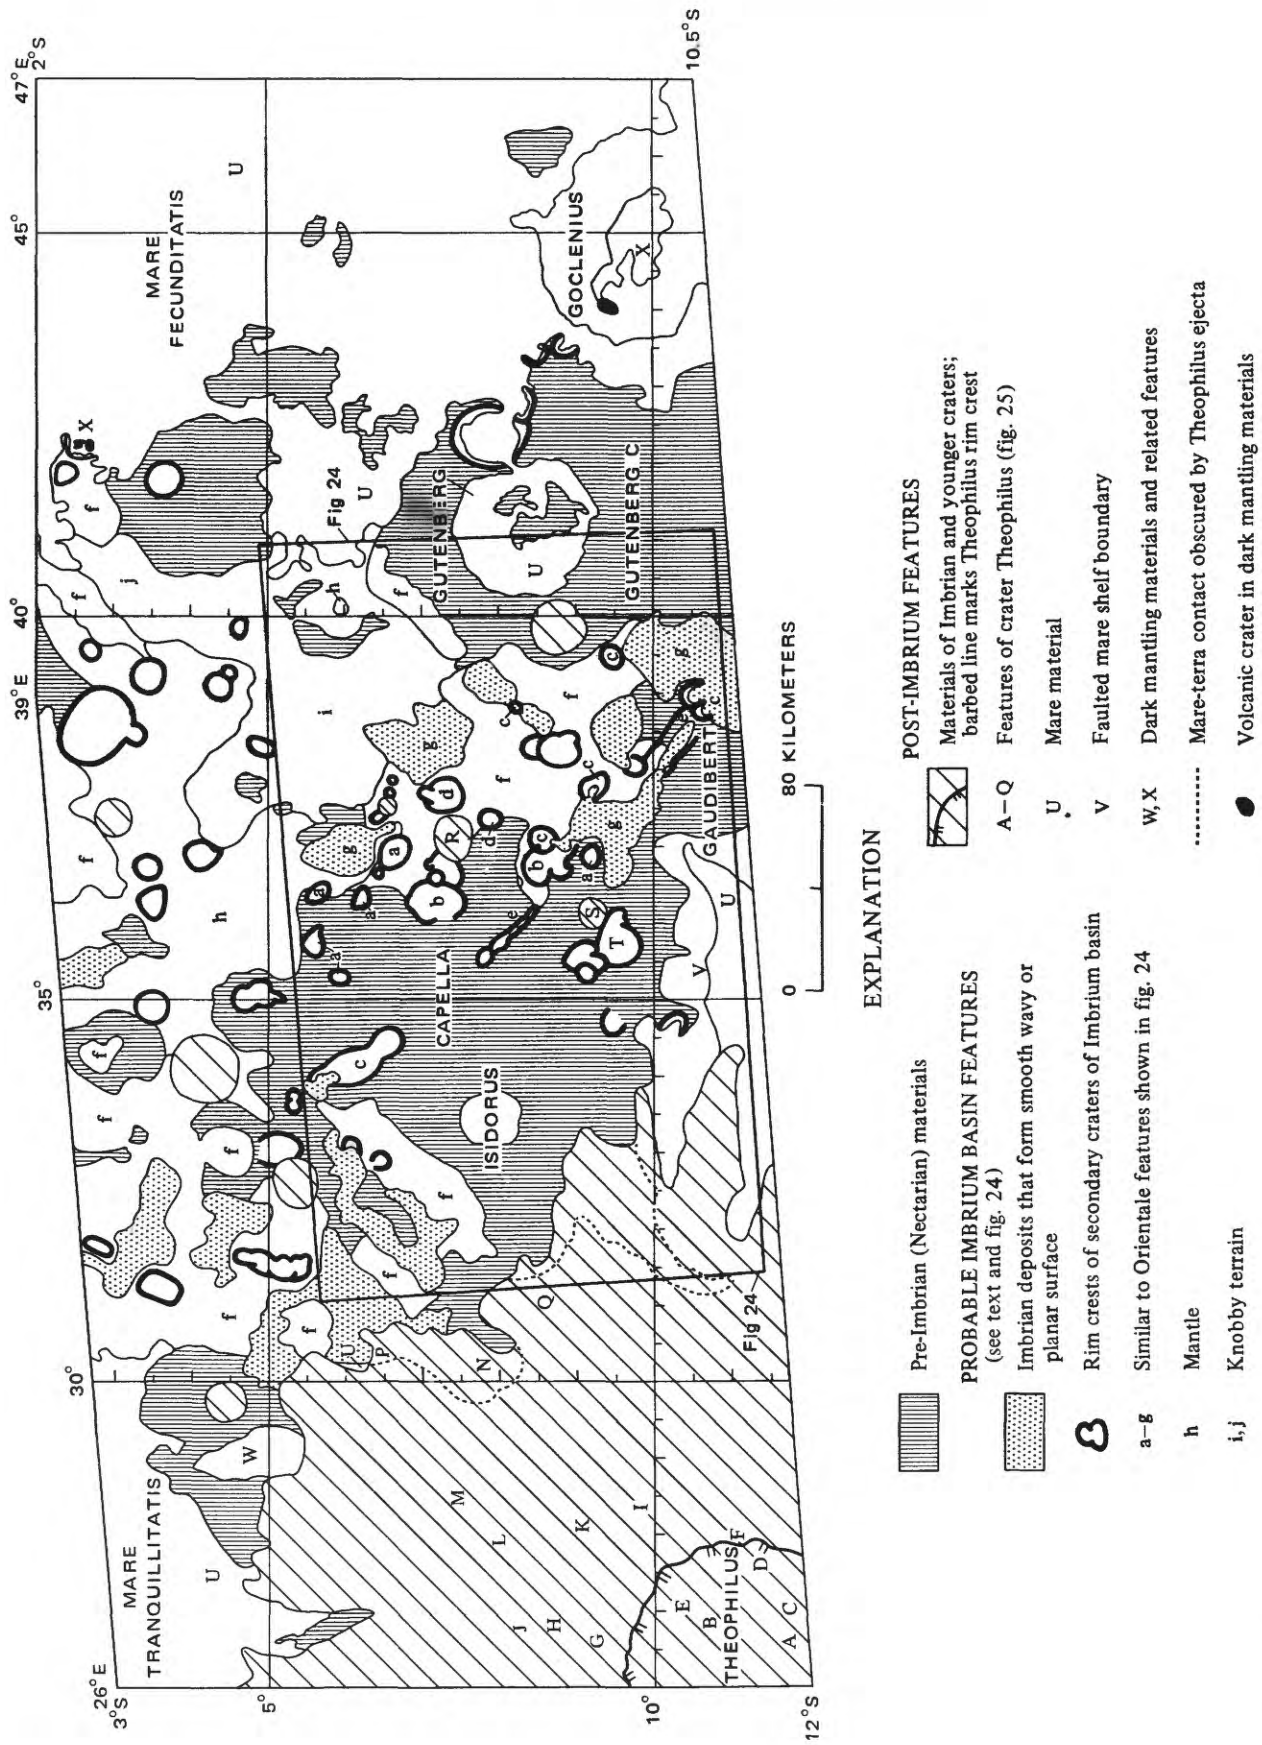 47° E
2° S
45°
40°
39° E
35°
30°
26° E
3° S
5°
10°
12° S
10.5° S
MARE
FECUNDITATIS
MARE
TRANQUILLITATIS
GOCLENIUS
GUTENBERG
GUTENBERG C
GAUDIBERT
CAPELLA
ISIDORUS
THEOPHILUS
Fig 24
Fig 24
U
X
X
f
f
j
U
h
f
U
i
g
f
f
c
c
g
c
c
g
d
R
d
g
a
a
a
a
a
b
b
c
a
e
S
T
f
h
V
U
f
f
f
c
f
f
f
f
U
P
N
Q
W
U
M
L
K
I
J
H
G
E
B
F
D
A
C
0 80 KILOMETERS
EXPLANATION
Pre-Imbrian (Nectarian) materials
PROBABLE IMBRIUM BASIN FEATURES
(see text and fig. 24)
Imbrian deposits that form smooth wavy or
planar surface
Rim crests of secondary craters of Imbrium basin
a–g Similar to Orientale features shown in fig. 24
h Mantle
i,j Knobby terrain
POST-IMBRIUM FEATURES
Materials of Imbrian and younger craters;
barbed line marks Theophilus rim crest
A–Q Features of crater Theophilus (fig. 25)
U Mare material
V Faulted mare shelf boundary
W, X Dark mantling materials and related features
Mare-terra contact obscured by Theophilus ejecta
Volcanic crater in dark mantling materials